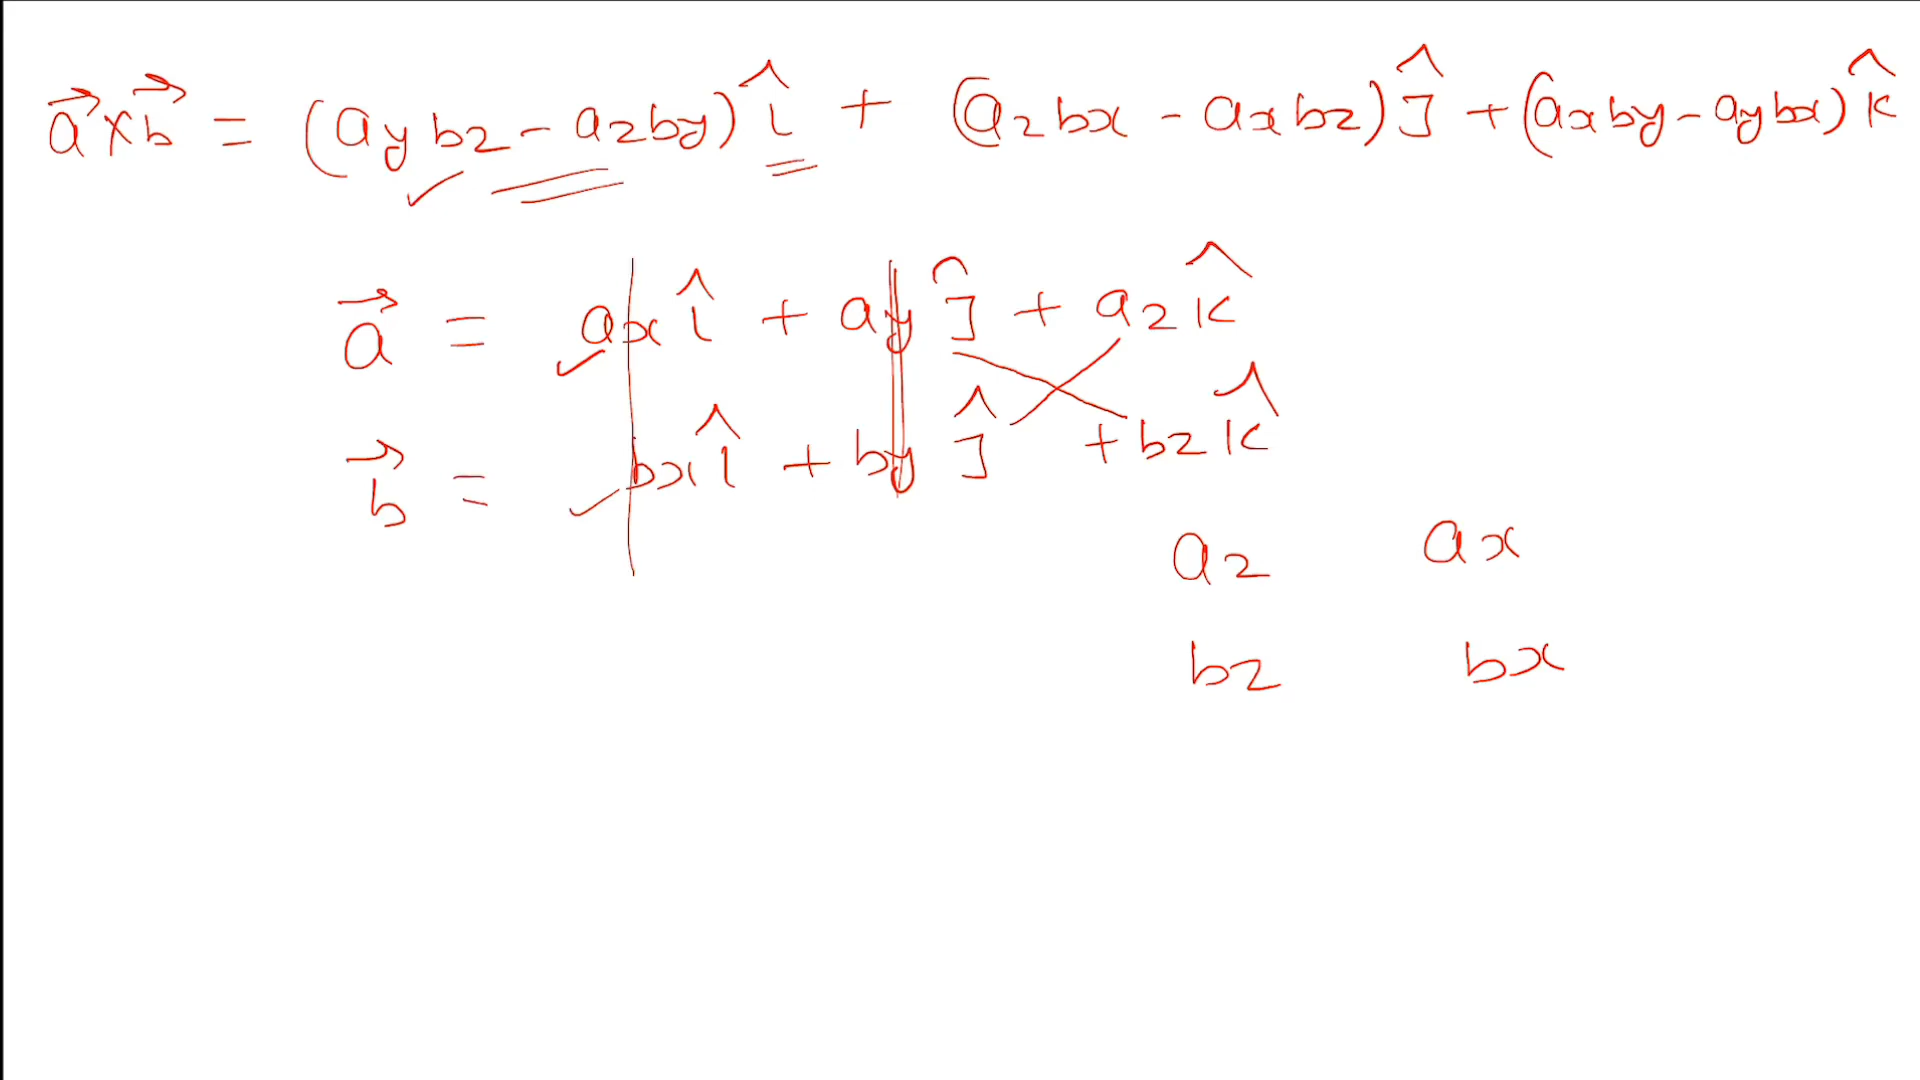 a⃗ × b⃗ = (ay bz - az by) î + (az bx - ax bz) ĵ + (ax by - ay bx) k̂
a⃗ = ax î + ay ĵ + az k̂
b⃗ = bx î + by ĵ + bz k̂
az ax
bz bx